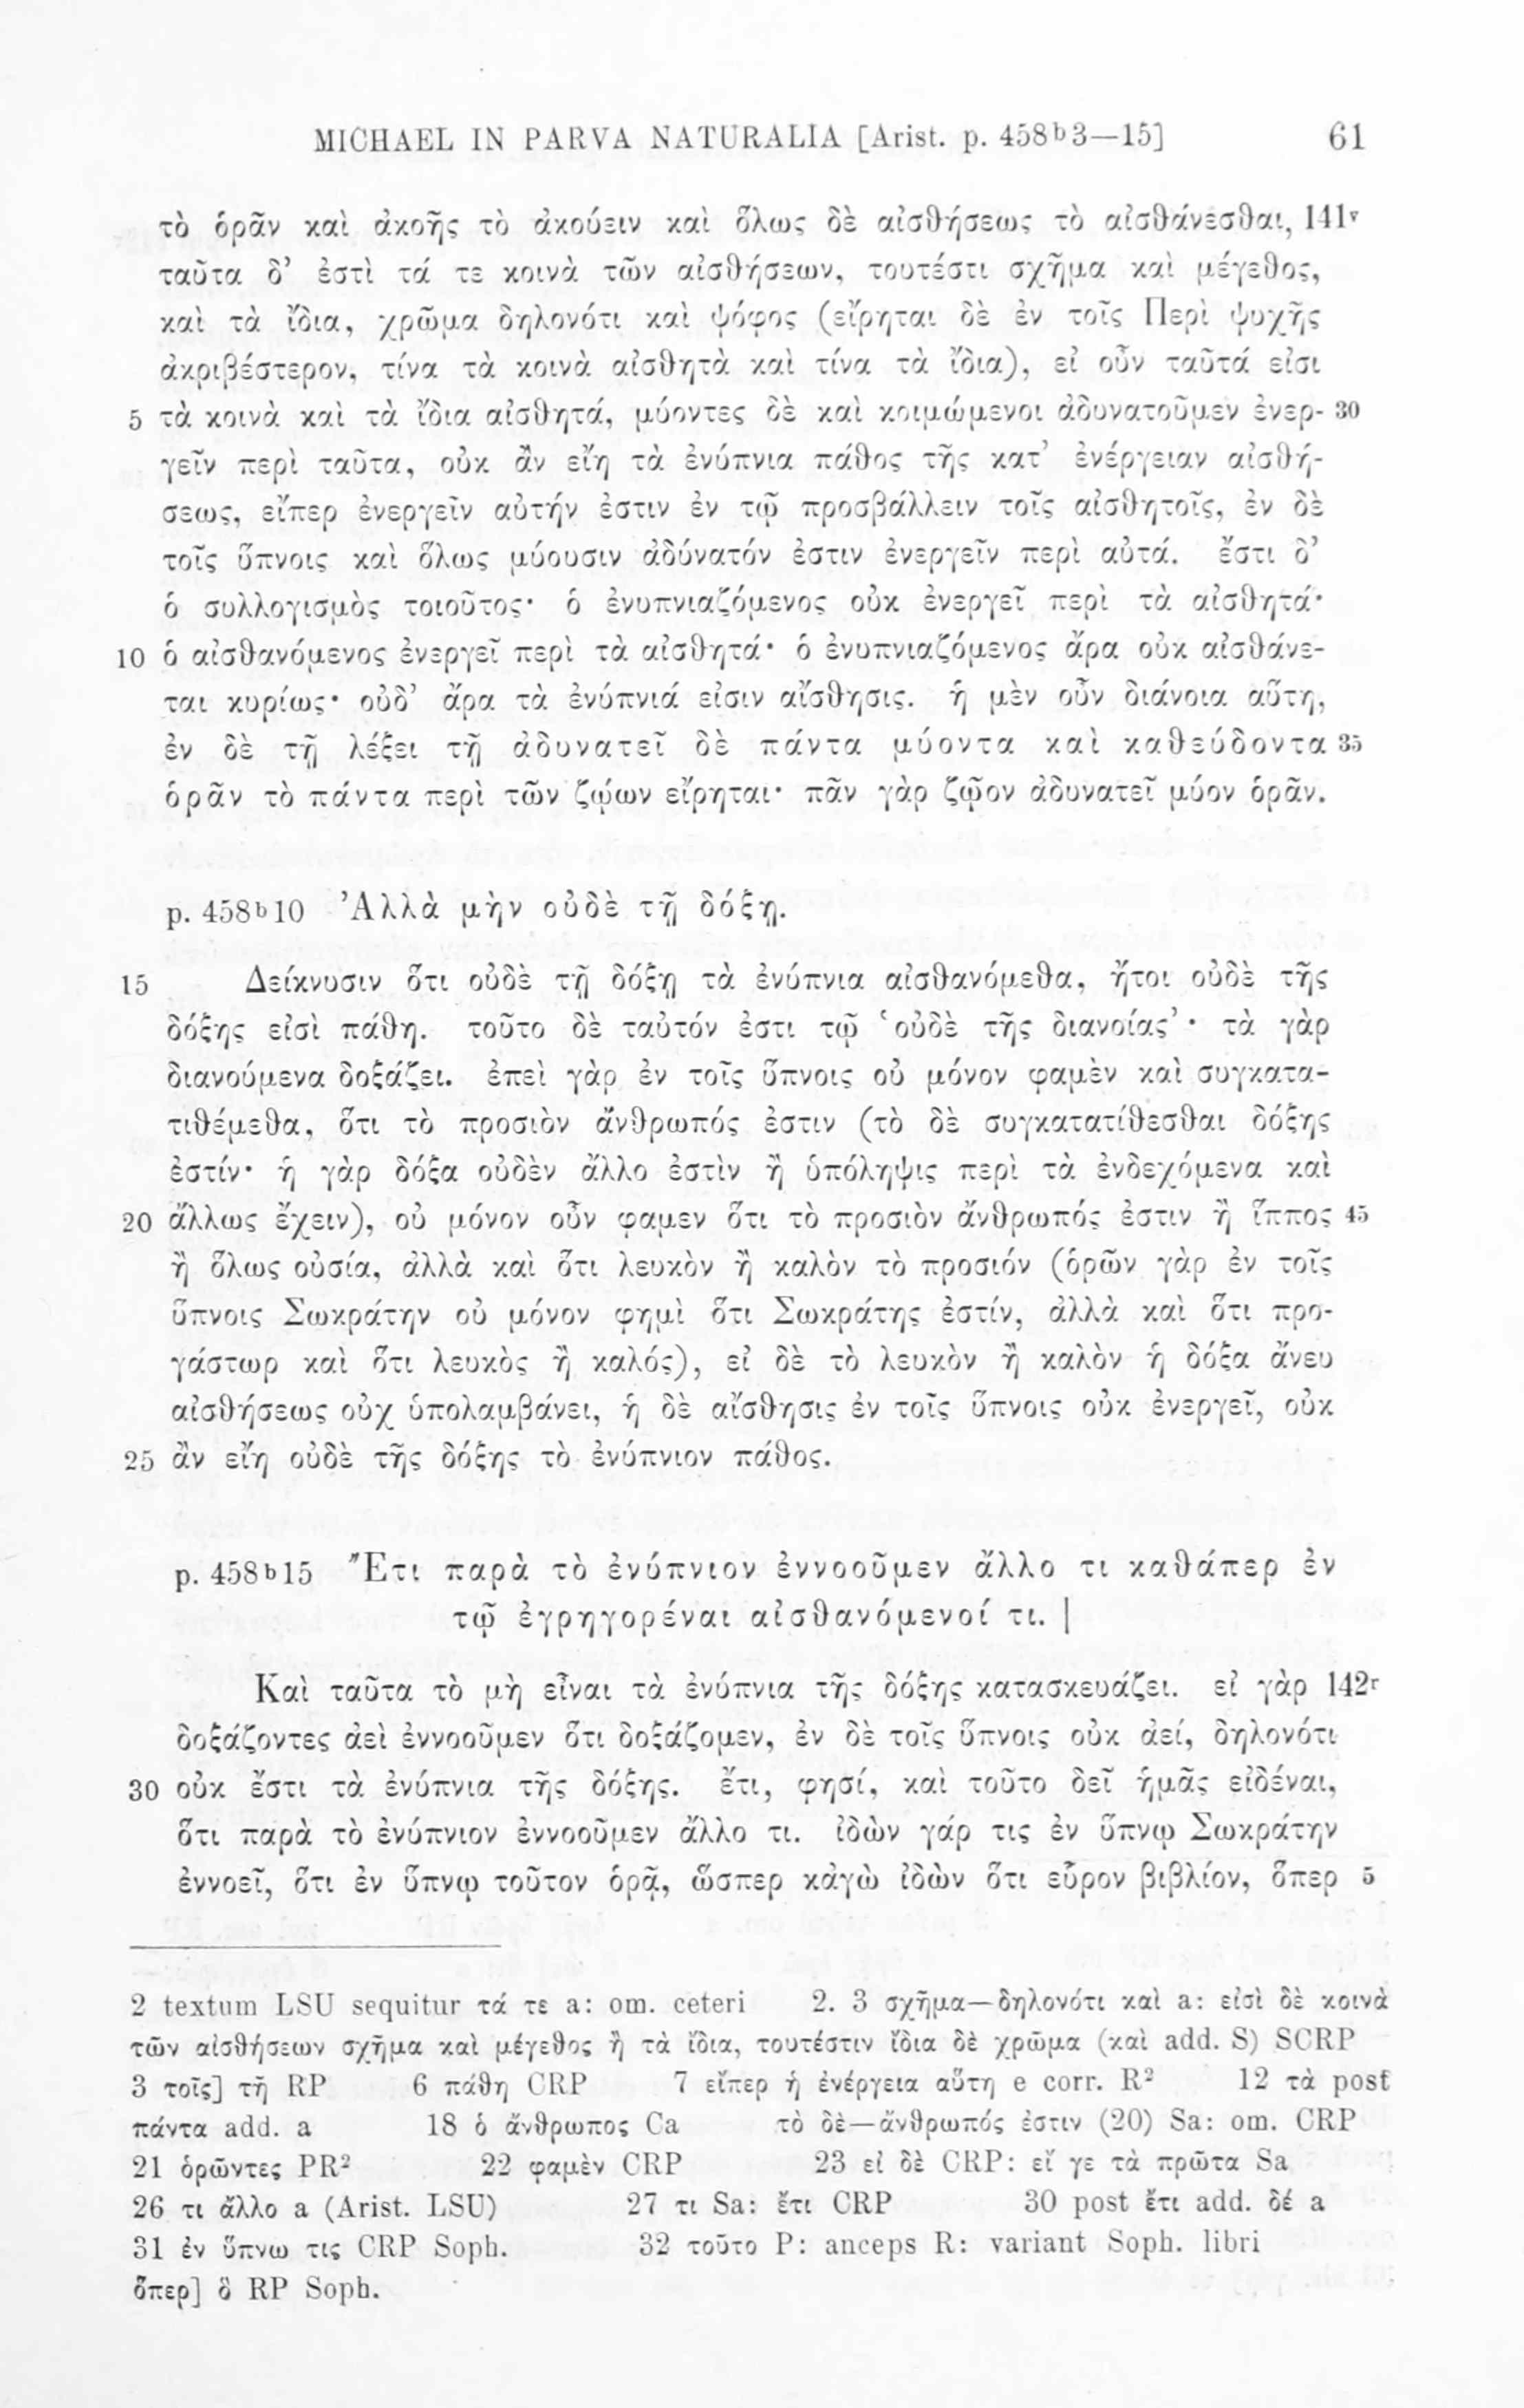 MICHAEL IN PARVA NATURALIA [Arist. p. 458ᵇ3—15] 61
τὸ ὁρᾶν καὶ ἀκοῆς τὸ ἀκούειν καὶ ὅλως δὲ αἰσθήσεως τὸ αἰσθάνεσθαι, 141ᵛ
ταῦτα δ’ ἐστὶ τά τε κοινὰ τῶν αἰσθήσεων, τουτέστι σχῆμα καὶ μέγεθος,
καὶ τὰ ἴδια, χρῶμα δηλονότι καὶ ψόφος (εἴρηται δὲ ἐν τοῖς Περὶ ψυχῆς
ἀκριβέστερον, τίνα τὰ κοινὰ αἰσθητὰ καὶ τίνα τὰ ἴδια), εἰ οὖν ταῦτά εἰσι
5 τὰ κοινὰ καὶ τὰ ἴδια αἰσθητά, μύοντες δὲ καὶ κοιμώμενοι ἀδυνατοῦμεν ἐνερ- 30
γεῖν περὶ ταῦτα, οὐκ ἂν εἴη τὰ ἐνύπνια πάθος τῆς κατ’ ἐνέργειαν αἰσθή-
σεως, εἴπερ ἐνεργεῖν αὐτήν ἐστιν ἐν τῷ προσβάλλειν τοῖς αἰσθητοῖς, ἐν δὲ
τοῖς ὕπνοις καὶ ὅλως μύουσιν ἀδύνατόν ἐστιν ἐνεργεῖν περὶ αὐτά. ἔστι δ’
ὁ συλλογισμὸς τοιοῦτος· ὁ ἐνυπνιαζόμενος οὐκ ἐνεργεῖ περὶ τὰ αἰσθητά·
10 ὁ αἰσθανόμενος ἐνεργεῖ περὶ τὰ αἰσθητά· ὁ ἐνυπνιαζόμενος ἄρα οὐκ αἰσθάνε-
ται κυρίως· οὐδ’ ἄρα τὰ ἐνύπνιά εἰσιν αἴσθησις. ἡ μὲν οὖν διάνοια αὕτη,
ἐν δὲ τῇ λέξει τῇ ἀδυνατεῖ δὲ πάντα μύοντα καὶ καθεύδοντα 35
ὁρᾶν τὸ πάντα περὶ τῶν ζῴων εἴρηται· πᾶν γὰρ ζῷον ἀδυνατεῖ μύον ὁρᾶν.
p. 458ᵇ10 Ἀλλὰ μὴν οὐδὲ τῇ δόξῃ.
15 Δείκνυσιν ὅτι οὐδὲ τῇ δόξῃ τὰ ἐνύπνια αἰσθανόμεθα, ἤτοι οὐδὲ τῆς
δόξης εἰσὶ πάθη. τοῦτο δὲ ταὐτόν ἐστι τῷ ‘οὐδὲ τῆς διανοίας’· τὰ γὰρ
διανούμενα δοξάζει. ἐπεὶ γὰρ ἐν τοῖς ὕπνοις οὐ μόνον φαμὲν καὶ συγκατα-
τιθέμεθα, ὅτι τὸ προσιὸν ἄνθρωπός ἐστιν (τὸ δὲ συγκατατίθεσθαι δόξης
ἐστίν· ἡ γὰρ δόξα οὐδὲν ἄλλο ἐστὶν ἢ ὑπόληψις περὶ τὰ ἐνδεχόμενα καὶ
20 ἄλλως ἔχειν), οὐ μόνον οὖν φαμεν ὅτι τὸ προσιὸν ἄνθρωπός ἐστιν ἢ ἵππος 45
ἢ ὅλως οὐσία, ἀλλὰ καὶ ὅτι λευκὸν ἢ καλὸν τὸ προσιόν (ὁρῶν γὰρ ἐν τοῖς
ὕπνοις Σωκράτην οὐ μόνον φημὶ ὅτι Σωκράτης ἐστίν, ἀλλὰ καὶ ὅτι προ-
γάστωρ καὶ ὅτι λευκὸς ἢ καλός), εἰ δὲ τὸ λευκὸν ἢ καλὸν ἡ δόξα ἄνευ
αἰσθήσεως οὐχ ὑπολαμβάνει, ἡ δὲ αἴσθησις ἐν τοῖς ὕπνοις οὐκ ἐνεργεῖ, οὐκ
25 ἂν εἴη οὐδὲ τῆς δόξης τὸ ἐνύπνιον πάθος.
p. 458ᵇ15 Ἔτι παρὰ τὸ ἐνύπνιον ἐννοοῦμεν ἄλλο τι καθάπερ ἐν
τῷ ἐγρηγορέναι αἰσθανόμενοί τι. |
Καὶ ταῦτα τὸ μὴ εἶναι τὰ ἐνύπνια τῆς δόξης κατασκευάζει. εἰ γὰρ 142ʳ
δοξάζοντες ἀεὶ ἐννοοῦμεν ὅτι δοξάζομεν, ἐν δὲ τοῖς ὕπνοις οὐκ ἀεί, δηλονότι
30 οὐκ ἔστι τὰ ἐνύπνια τῆς δόξης. ἔτι, φησί, καὶ τοῦτο δεῖ ἡμᾶς εἰδέναι,
ὅτι παρὰ τὸ ἐνύπνιον ἐννοοῦμεν ἄλλο τι. ἰδὼν γάρ τις ἐν ὕπνῳ Σωκράτην
ἐννοεῖ, ὅτι ἐν ὕπνῳ τοῦτον ὁρᾷ, ὥσπερ κἀγὼ ἰδὼν ὅτι εὗρον βιβλίον, ὅπερ 5
2 textum LSU sequitur τά τε a: om. ceteri 2. 3 σχῆμα—δηλονότι καὶ a: εἰσὶ δὲ κοινὰ
τῶν αἰσθήσεων σχῆμα καὶ μέγεθος ἢ τὰ ἴδια, τουτέστιν ἴδια δὲ χρῶμα (καὶ add. S) SCRP
3 τοῖς] τῇ RP 6 πάθη CRP 7 εἴπερ ἡ ἐνέργεια αὕτη e corr. R² 12 τὰ post
πάντα add. a 18 ὁ ἄνθρωπος Ca τὸ δὲ—ἄνθρωπός ἐστιν (20) Sa: om. CRP
21 ὁρῶντες PR² 22 φαμὲν CRP 23 εἰ δὲ CRP: εἴ γε τὰ πρῶτα Sa
26 τι ἄλλο a (Arist. LSU) 27 τι Sa: ἔτι CRP 30 post ἔτι add. δέ a
31 ἐν ὕπνω τις CRP Soph. 32 τοῦτο P: anceps R: variant Soph. libri
ὅπερ] ὃ RP Soph.